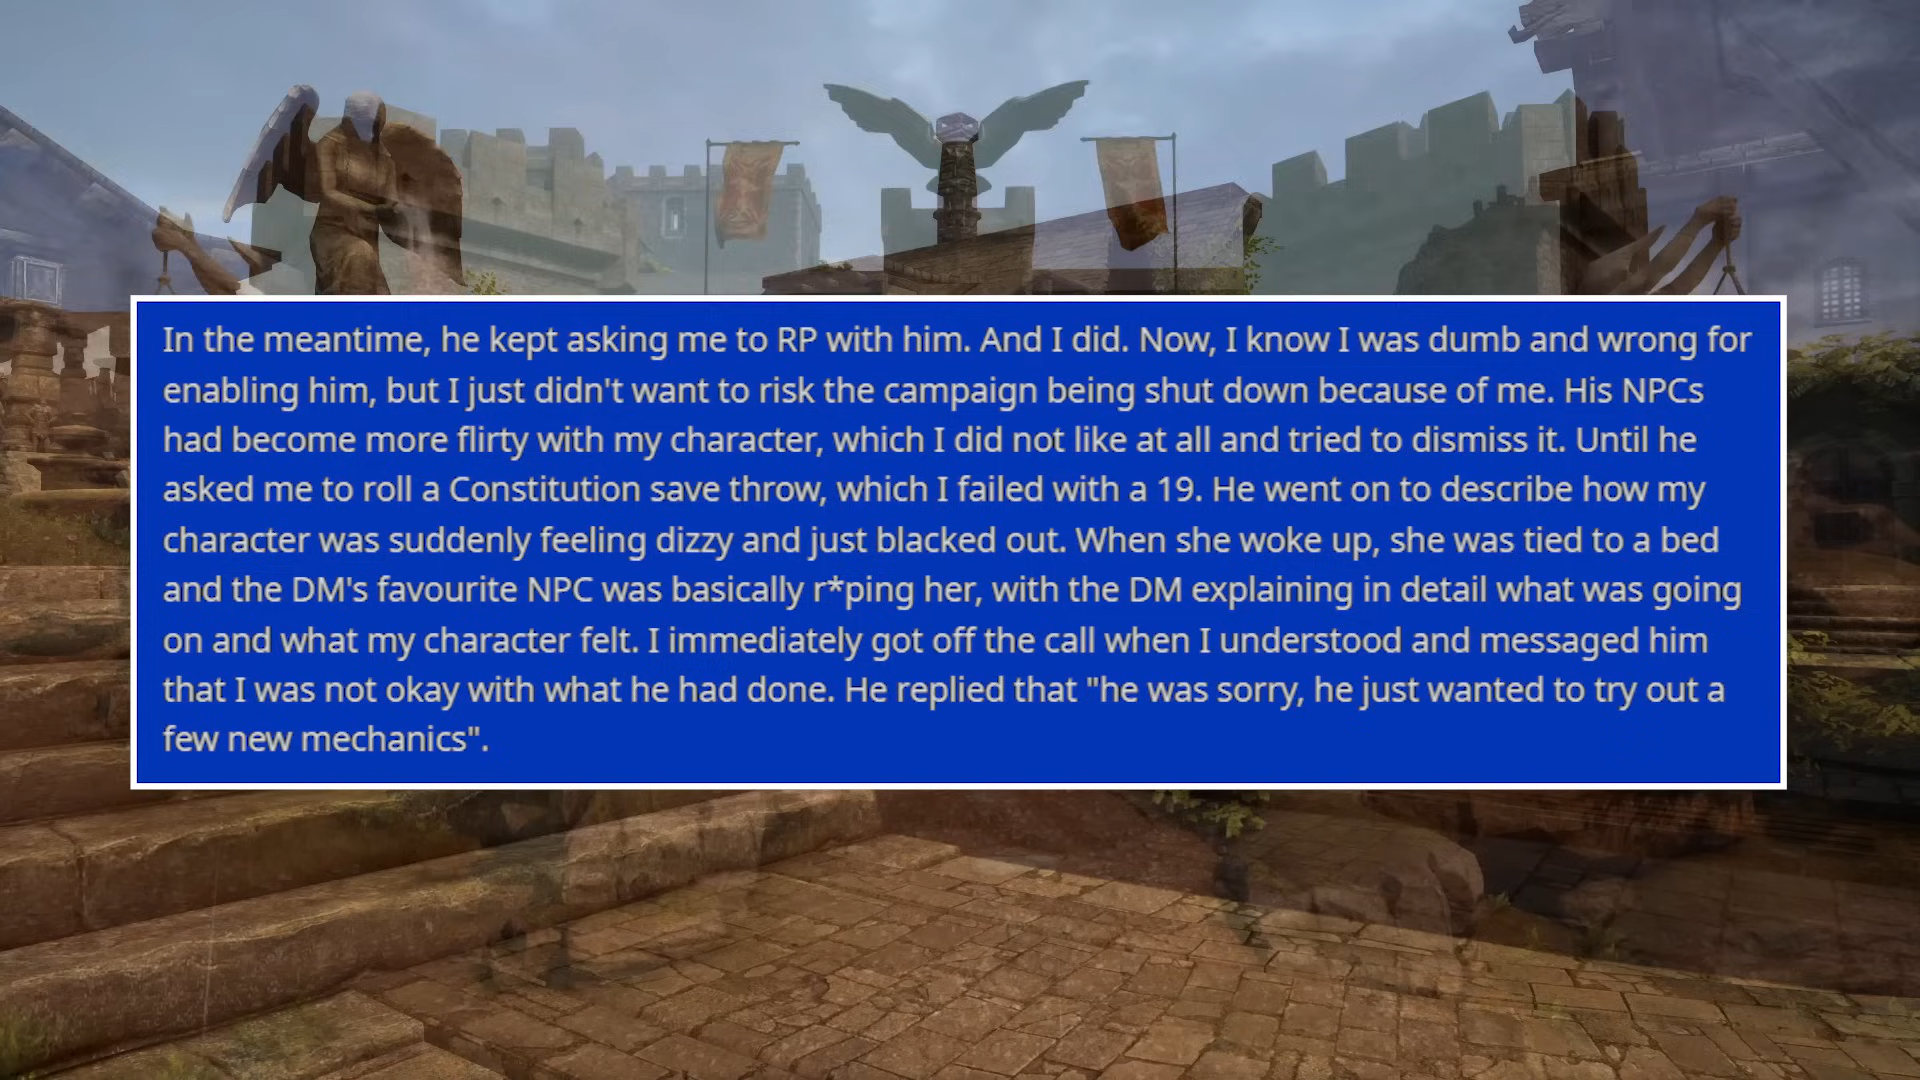 In the meantime, he kept asking me to RP with him. And I did. Now, I know I was dumb and wrong for
enabling him, but I just didn't want to risk the campaign being shut down because of me. His NPCs
had become more flirty with my character, which I did not like at all and tried to dismiss it. Until he
asked me to roll a Constitution save throw, which I failed with a 19. He went on to describe how my
character was suddenly feeling dizzy and just blacked out. When she woke up, she was tied to a bed
and the DM's favourite NPC was basically r*ping her, with the DM explaining in detail what was going
on and what my character felt. I immediately got off the call when I understood and messaged him
that I was not okay with what he had done. He replied that "he was sorry, he just wanted to try out a
few new mechanics".